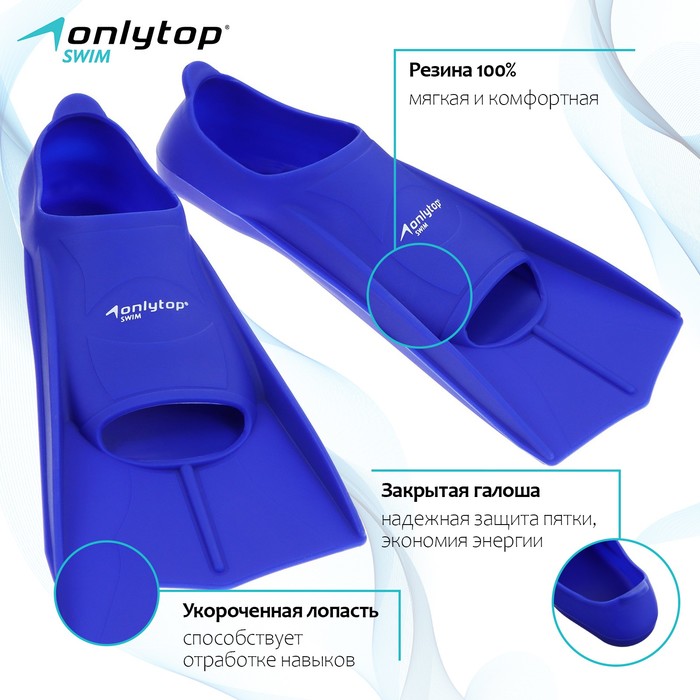 onlytop®
SWIM
Резина 100%
мягкая и комфортная
onlytop®
SWIM
onlytop®
SWIM
Закрытая галоша
надежная защита пятки,
экономия энергии
Укороченная лопасть
способствует
отработке навыков